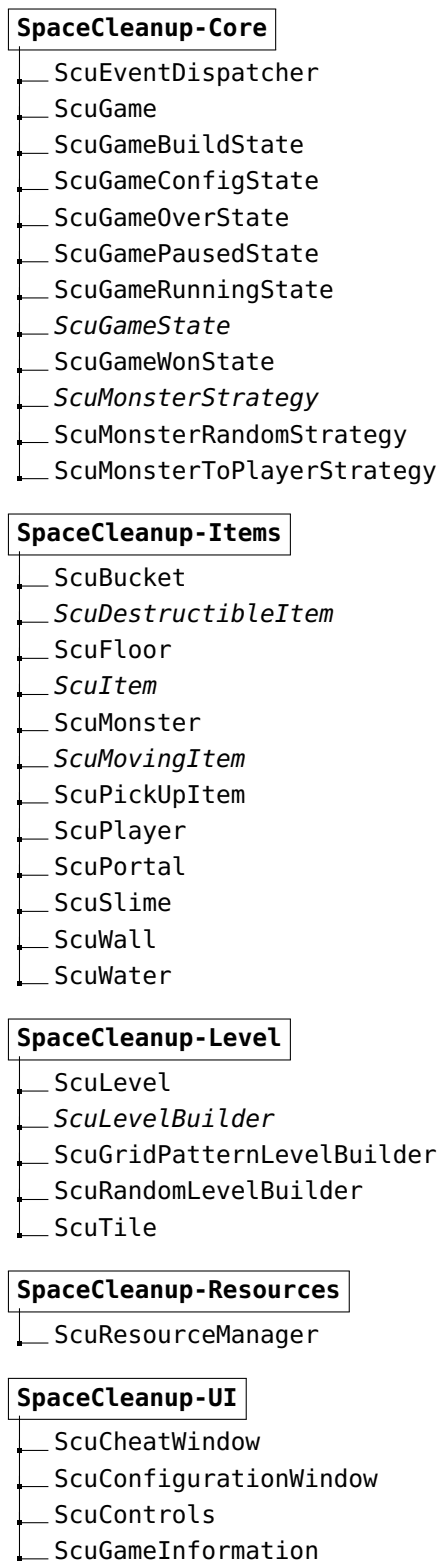 SpaceCleanup-Core
ScuEventDispatcher
ScuGame
ScuGameBuildState
ScuGameConfigState
ScuGameOverState
ScuGamePausedState
ScuGameRunningState
ScuGameState
ScuGameWonState
ScuMonsterStrategy
ScuMonsterRandomStrategy
ScuMonsterToPlayerStrategy
SpaceCleanup-Items
ScuBucket
ScuDestructibleItem
ScuFloor
ScuItem
ScuMonster
ScuMovingItem
ScuPickUpItem
ScuPlayer
ScuPortal
ScuSlime
ScuWall
ScuWater
SpaceCleanup-Level
ScuLevel
ScuLevelBuilder
ScuGridPatternLevelBuilder
ScuRandomLevelBuilder
ScuTile
SpaceCleanup-Resources
ScuResourceManager
SpaceCleanup-UI
ScuCheatWindow
ScuConfigurationWindow
ScuControls
ScuGameInformation